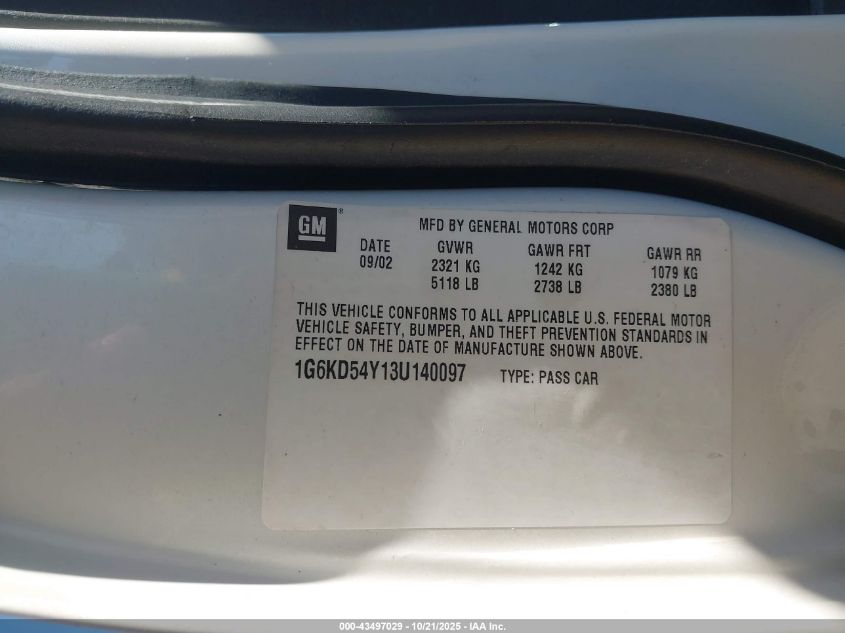 GM®
MFD BY GENERAL MOTORS CORP
DATE GVWR GAWR FRT GAWR RR
09/02 2321 KG 1242 KG 1079 KG
5118 LB 2738 LB 2380 LB
THIS VEHICLE CONFORMS TO ALL APPLICABLE U.S. FEDERAL MOTOR
VEHICLE SAFETY, BUMPER, AND THEFT PREVENTION STANDARDS IN
EFFECT ON THE DATE OF MANUFACTURE SHOWN ABOVE.
1G6KD54Y13U140097 TYPE: PASS CAR
000-43497029 - 10/21/2025 - IAA Inc.